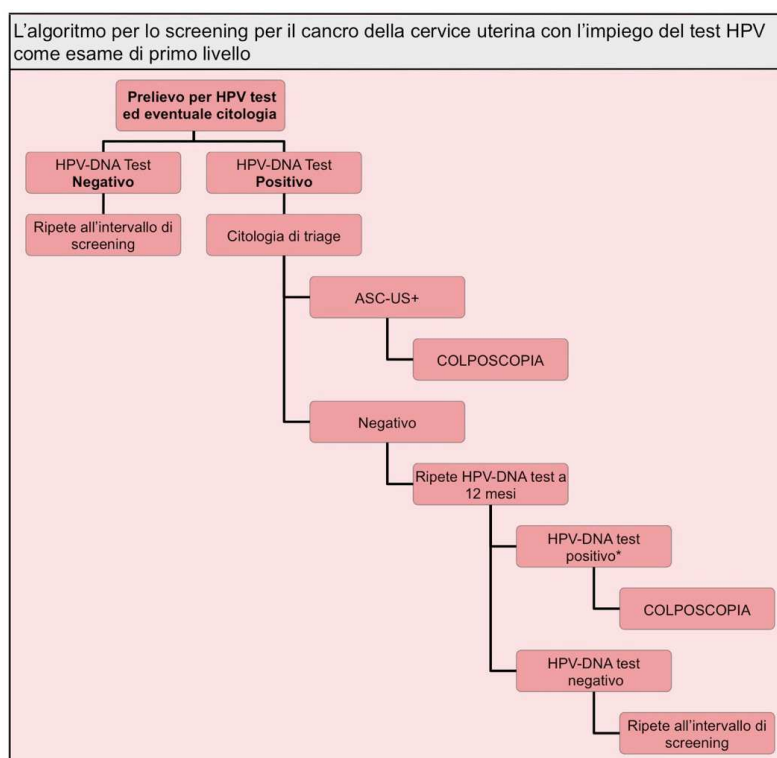 L'algoritmo per lo screening per il cancro della cervice uterina con l'impiego del test HPV
come esame di primo livello
Prelievo per HPV test
ed eventuale citologia
HPV-DNA Test
Negativo
HPV-DNA Test
Positivo
Ripete all'intervallo di
screening
Citologia di triage
ASC-US+
COLPOSCOPIA
Negativo
Ripete HPV-DNA test a
12 mesi
HPV-DNA test
positivo*
COLPOSCOPIA
HPV-DNA test
negativo
Ripete all'intervallo di
screening